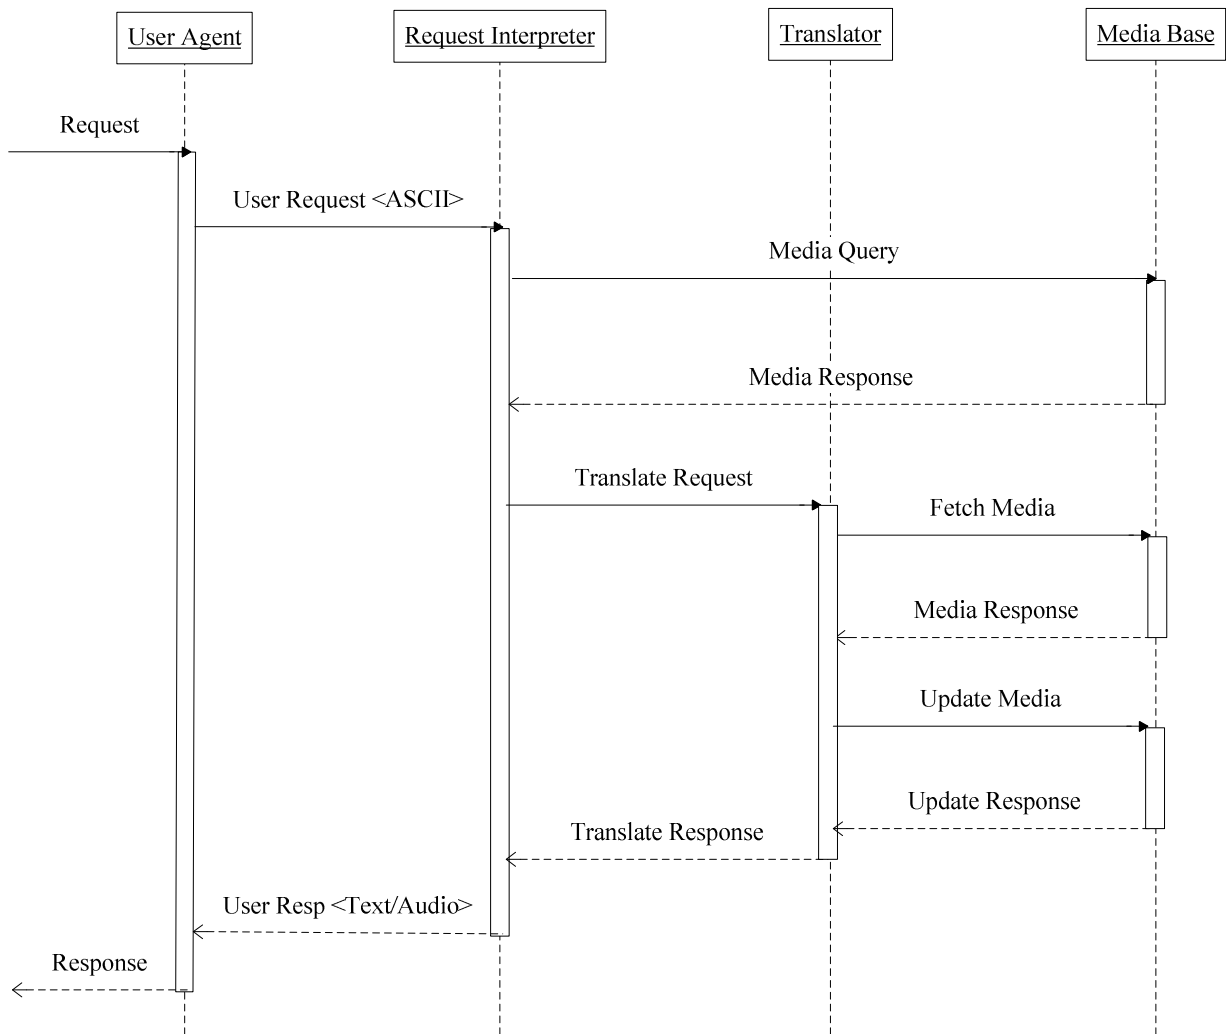 User Agent
Request Interpreter
Translator
Media Base
Request
User Request <ASCII>
Media Query
Media Response
Translate Request
Fetch Media
Media Response
Update Media
Update Response
Translate Response
User Resp <Text/Audio>
Response